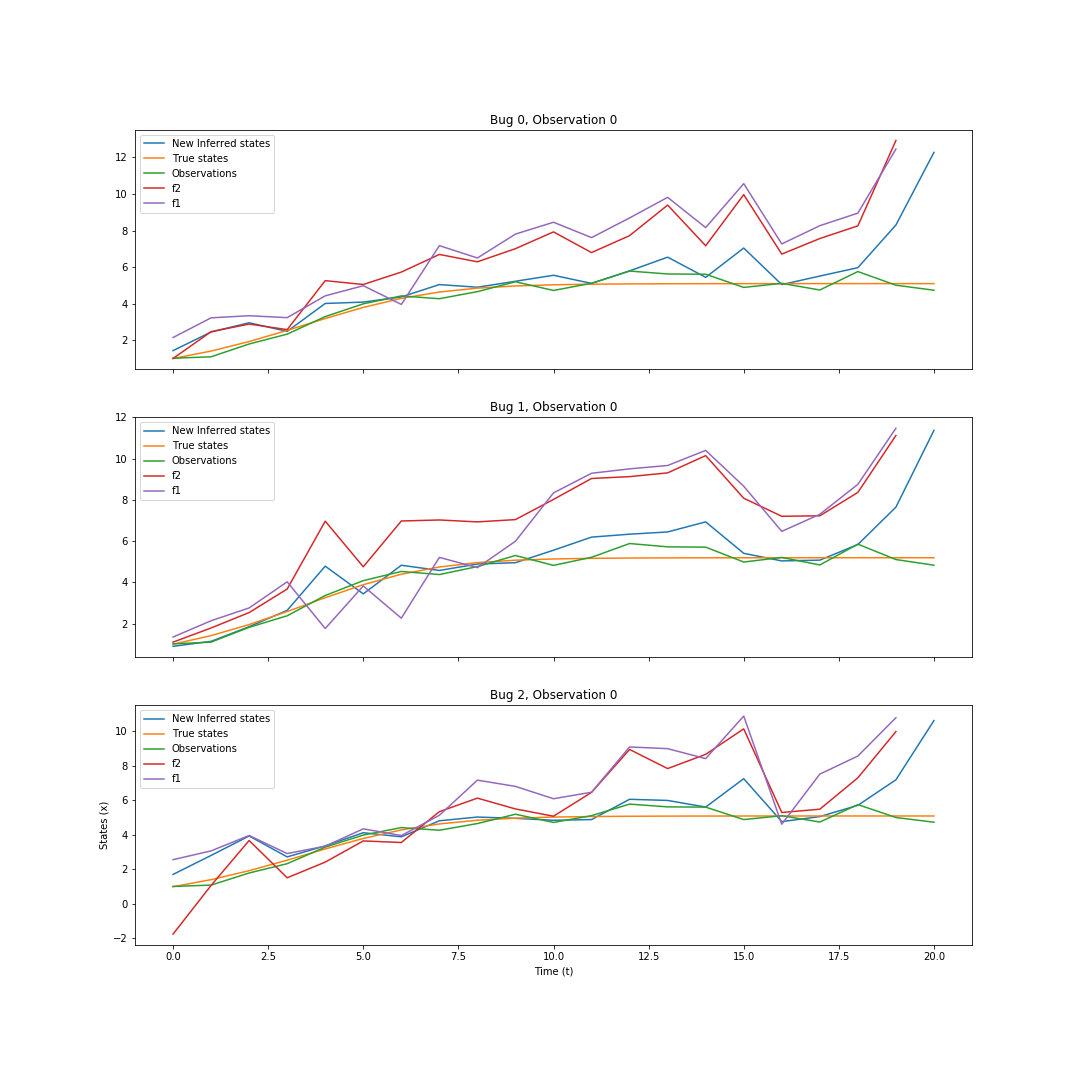 Bug 0, Observation 0
New Inferred states
True states
Observations
f2
f1
12
10
8
6
4
2
Bug 1, Observation 0
New Inferred states
True states
Observations
f2
f1
12
10
8
6
4
2
Bug 2, Observation 0
New Inferred states
True states
Observations
f2
f1
10
8
6
4
2
0
−2
States (x)
0.0 2.5 5.0 7.5 10.0 12.5 15.0 17.5 20.0
Time (t)